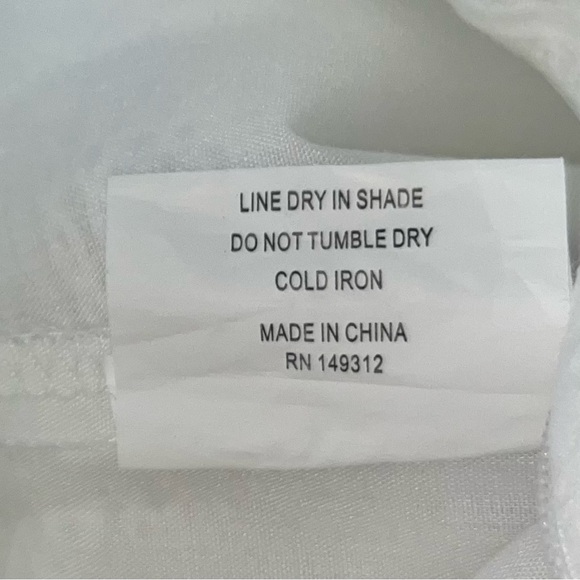 LINE DRY IN SHADE
DO NOT TUMBLE DRY
COLD IRON
MADE IN CHINA
RN 149312